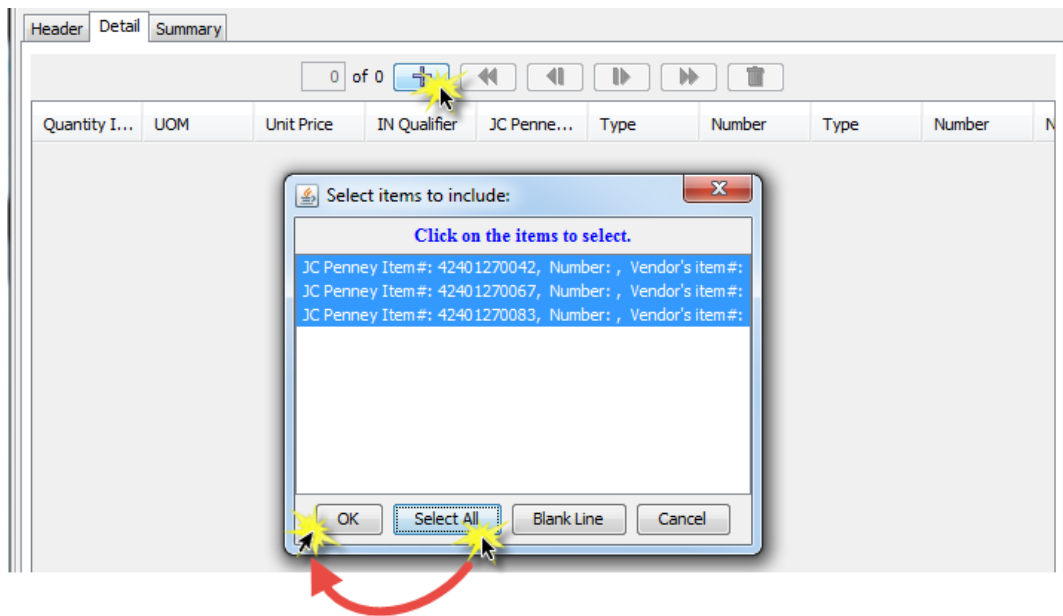 Header Detail Summary
0 of 0
Quantity I... UOM Unit Price IN Qualifier JC Penne... Type Number Type Number N
Select items to include:
Click on the items to select.
JC Penney Item#: 42401270042, Number: , Vendor's item#:
JC Penney Item#: 42401270067, Number: , Vendor's item#:
JC Penney Item#: 42401270083, Number: , Vendor's item#:
OK Select All Blank Line Cancel